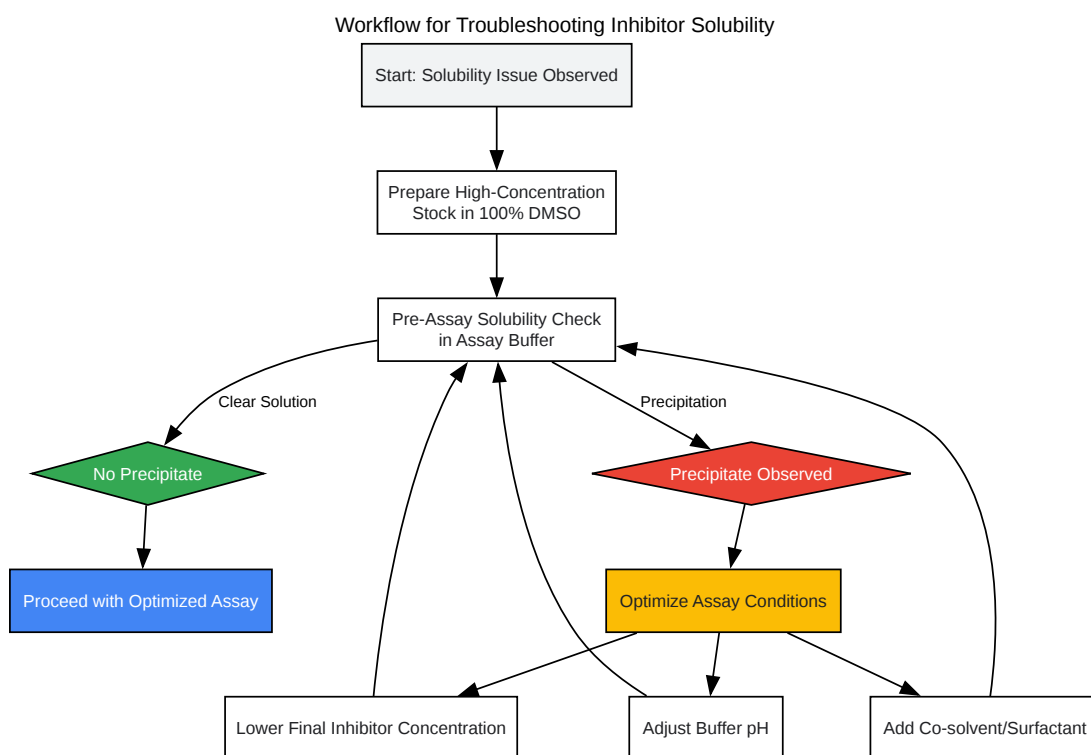 Workflow for Troubleshooting Inhibitor Solubility
Start: Solubility Issue Observed
Prepare High-Concentration
Stock in 100% DMSO
Pre-Assay Solubility Check
in Assay Buffer
Clear Solution
Precipitation
No Precipitate
Precipitate Observed
Proceed with Optimized Assay
Optimize Assay Conditions
Lower Final Inhibitor Concentration
Adjust Buffer pH
Add Co-solvent/Surfactant